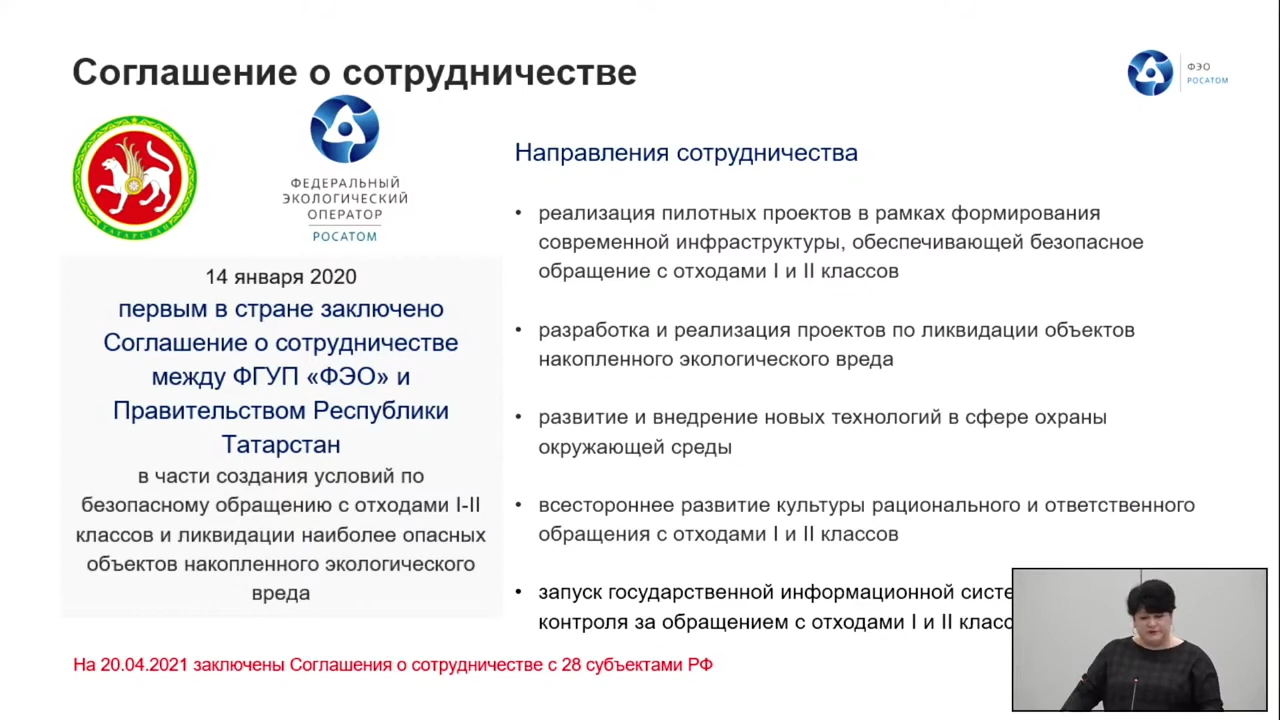 Соглашение о сотрудничестве
ФЭО
РОСАТОМ
ТАТАРСТАН
ФЕДЕРАЛЬНЫЙ
ЭКОЛОГИЧЕСКИЙ
ОПЕРАТОР
РОСАТОМ
14 января 2020
первым в стране заключено
Соглашение о сотрудничестве
между ФГУП «ФЭО» и
Правительством Республики
Татарстан
в части создания условий по
безопасному обращению с отходами I-II
классов и ликвидации наиболее опасных
объектов накопленного экологического
вреда
Направления сотрудничества
• реализация пилотных проектов в рамках формирования
современной инфраструктуры, обеспечивающей безопасное
обращение с отходами I и II классов
• разработка и реализация проектов по ликвидации объектов
накопленного экологического вреда
• развитие и внедрение новых технологий в сфере охраны
окружающей среды
• всестороннее развитие культуры рационального и ответственного
обращения с отходами I и II классов
• запуск государственной информационной
контроля за обращением с отходами I и II
На 20.04.2021 заключены Соглашения о сотрудничестве с 28 субъектами РФ